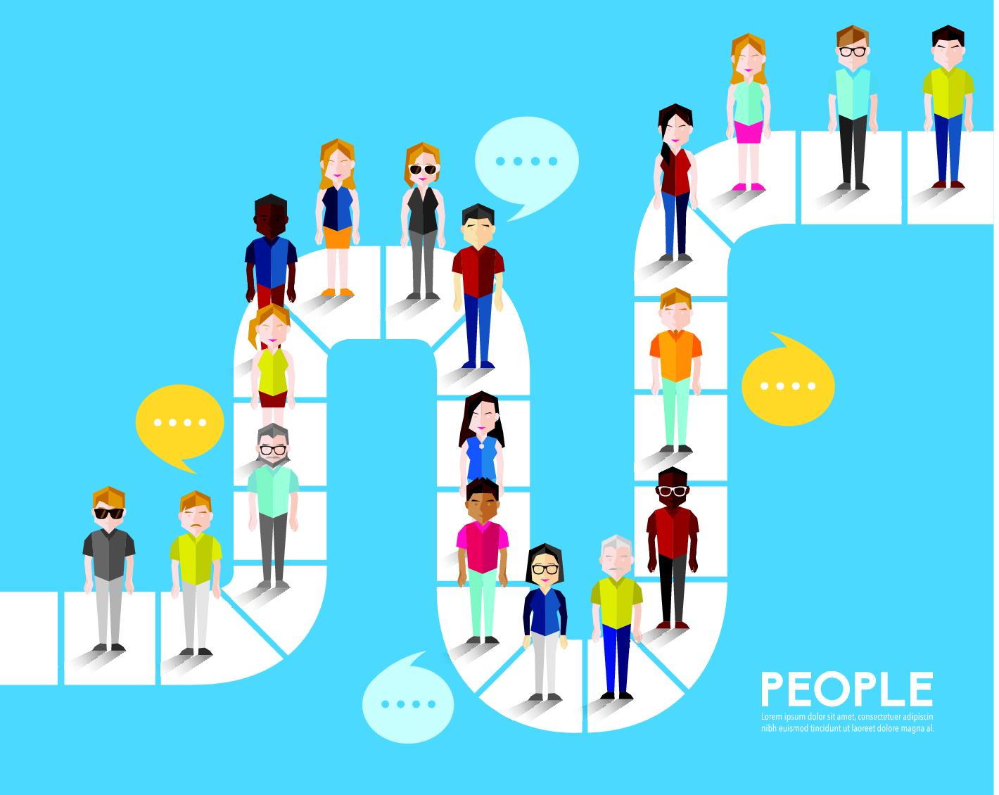 PEOPLE
Lorem ipsum dolor sit amet, consectetuer adipiscin
nibh euismod tincidunt ut laoreet dolore magna al.